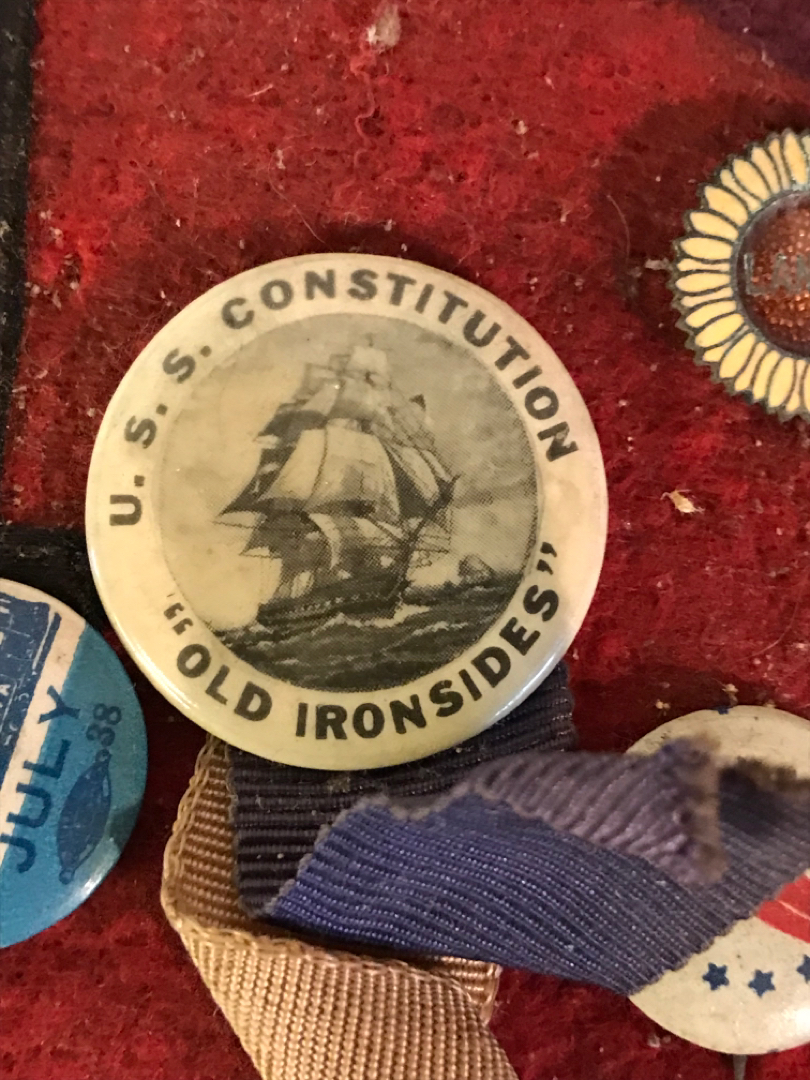 U. S. S. CONSTITUTION
"OLD IRONSIDES"
JULY
38